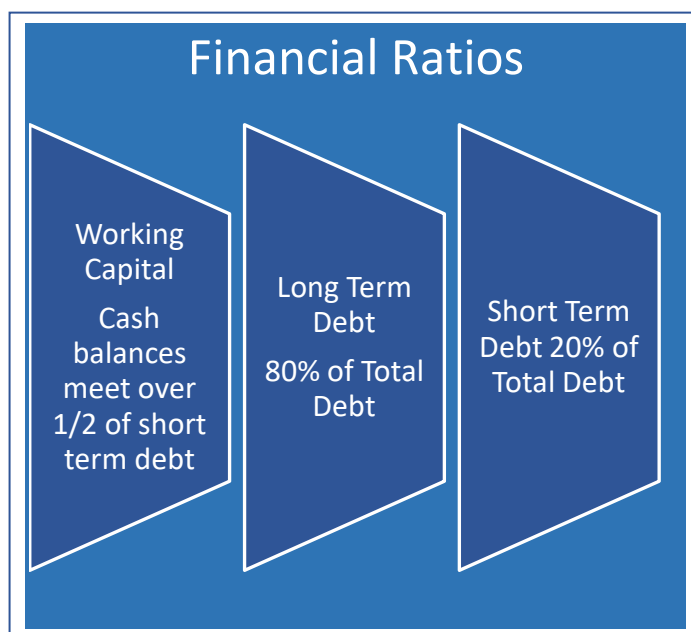 Financial Ratios
Working
Capital
Cash
balances
meet over
1/2 of short
term debt
Long Term
Debt
80% of Total
Debt
Short Term
Debt 20% of
Total Debt